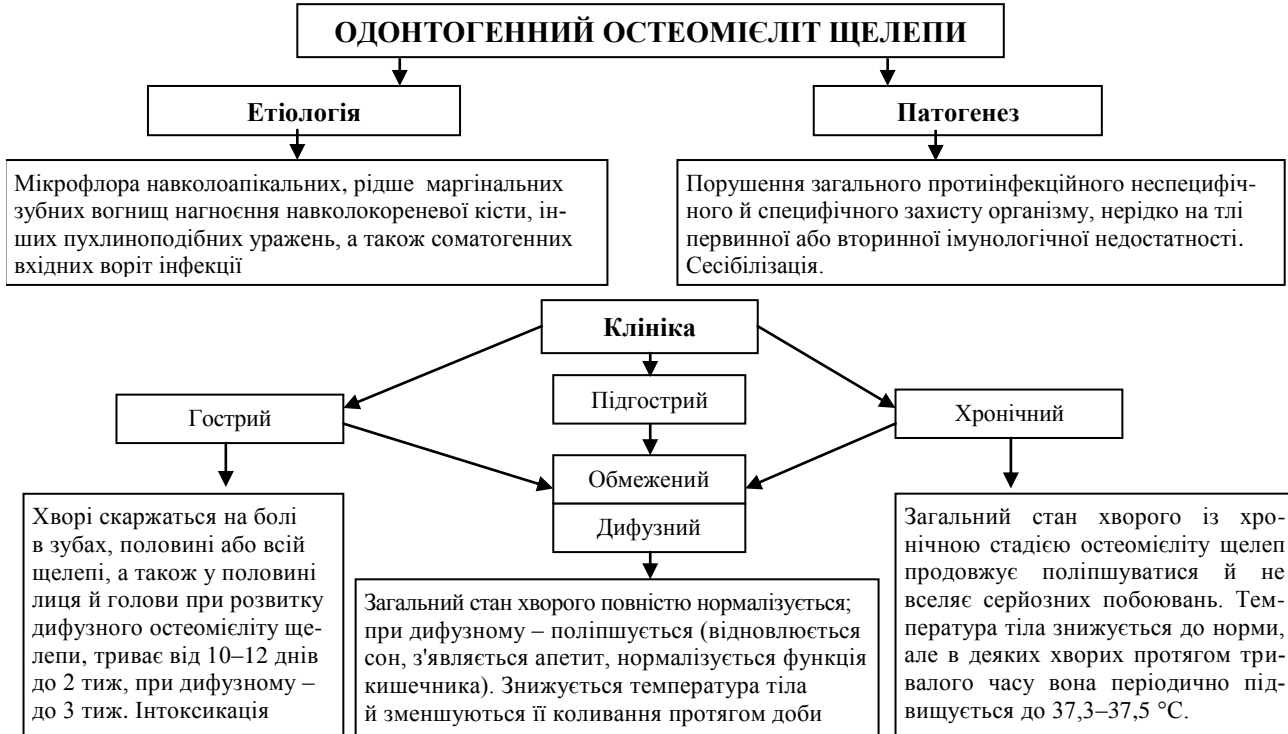 ОДОНТОГЕННИЙ ОСТЕОМІЄЛІТ ЩЕЛЕПИ
Етіологія
Патогенез
Мікрофлора навколоапікальних, рідше маргінальних
зубних вогнищ нагноєння навколокореневої кісти, ін-
ших пухлиноподібних уражень, а також соматогенних
вхідних воріт інфекції
Порушення загального протиінфекційного неспецифіч-
ного й специфічного захисту організму, нерідко на тлі
первинної або вторинної імунологічної недостатності.
Сесібілізація.
Клініка
Гострий
Підгострий
Хронічний
Обмежений
Дифузний
Хворі скаржаться на болі
в зубах, половині або всій
щелепі, а також у половині
лиця й голови при розвитку
дифузного остеомієліту ще-
лепи, триває від 10–12 днів
до 2 тиж, при дифузному –
до 3 тиж. Інтоксикація
Загальний стан хворого повністю нормалізується;
при дифузному – поліпшується (відновлюється
сон, з'являється апетит, нормалізується функція
кишечника). Знижується температура тіла
й зменшуються її коливання протягом доби
Загальний стан хворого із хро-
нічною стадією остеомієліту щелеп
продовжує поліпшуватися й не
вселяє серйозних побоювань. Тем-
пература тіла знижується до норми,
але в деяких хворих протягом три-
валого часу вона періодично під-
вищується до 37,3–37,5 °С.